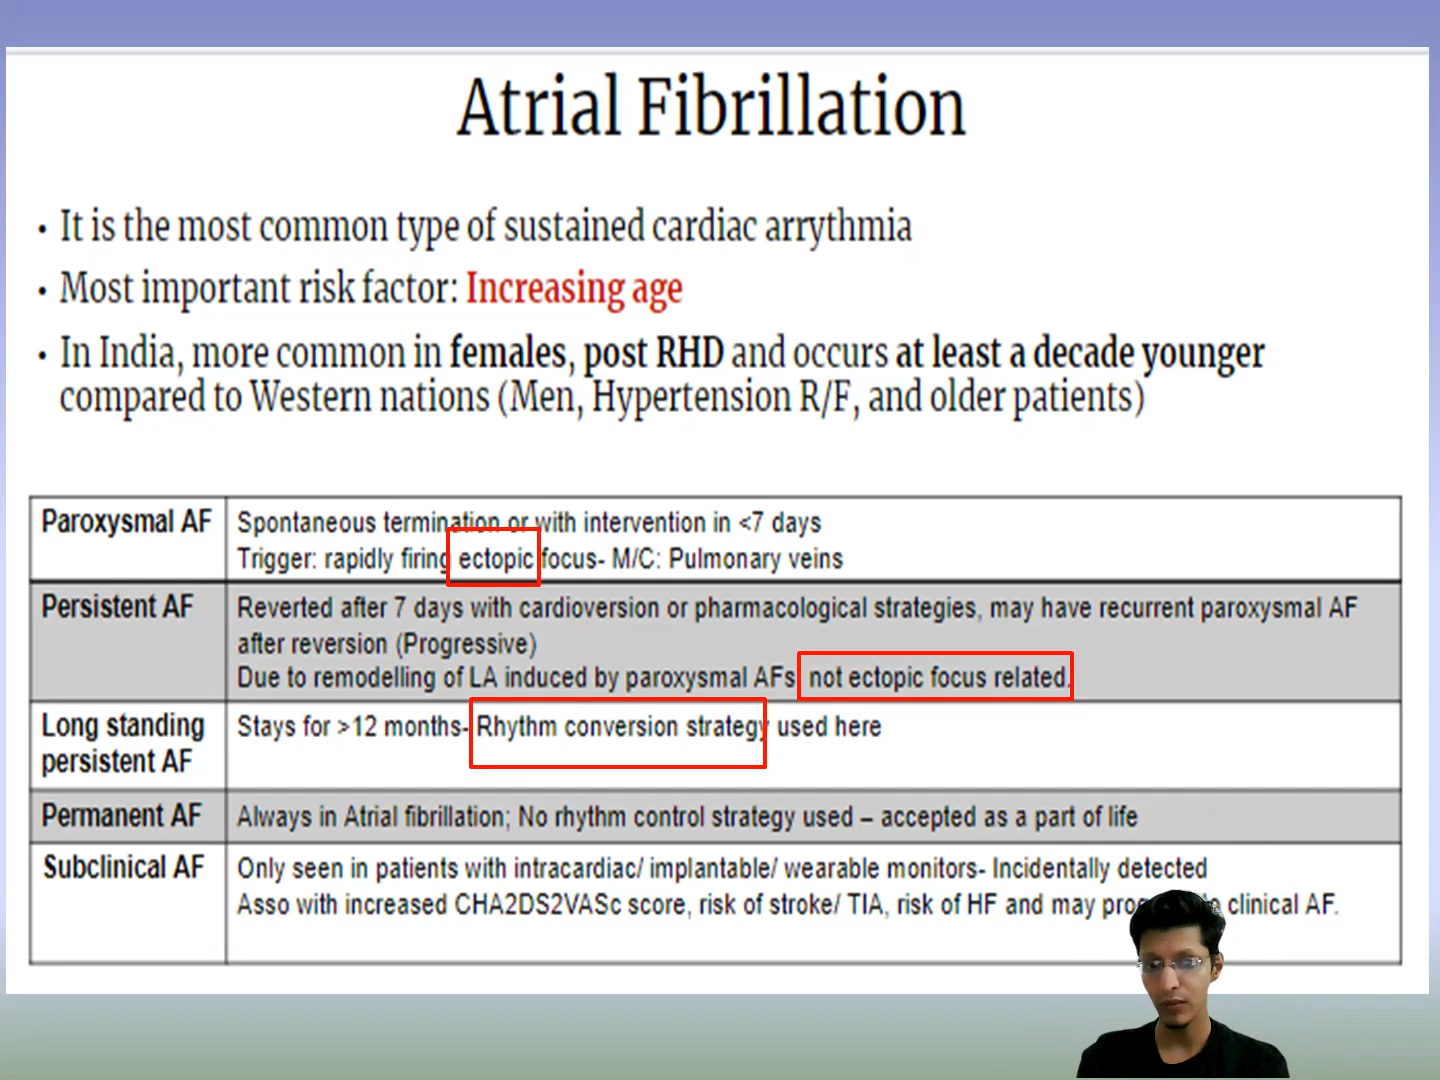 Atrial Fibrillation
• It is the most common type of sustained cardiac arrythmia
• Most important risk factor: Increasing age
• In India, more common in females, post RHD and occurs at least a decade younger
compared to Western nations (Men, Hypertension R/F, and older patients)
Paroxysmal AF
Spontaneous termination or with intervention in <7 days
Trigger: rapidly firing ectopic focus- M/C: Pulmonary veins
Persistent AF
Reverted after 7 days with cardioversion or pharmacological strategies, may have recurrent paroxysmal AF
after reversion (Progressive)
Due to remodelling of LA induced by paroxysmal AFs not ectopic focus related.
Long standing
persistent AF
Stays for >12 months- Rhythm conversion strategy used here
Permanent AF
Always in Atrial fibrillation; No rhythm control strategy used – accepted as a part of life
Subclinical AF
Only seen in patients with intracardiac/ implantable/ wearable monitors- Incidentally detected
Asso with increased CHA2DS2VASc score, risk of stroke/ TIA, risk of HF and may clinical AF.